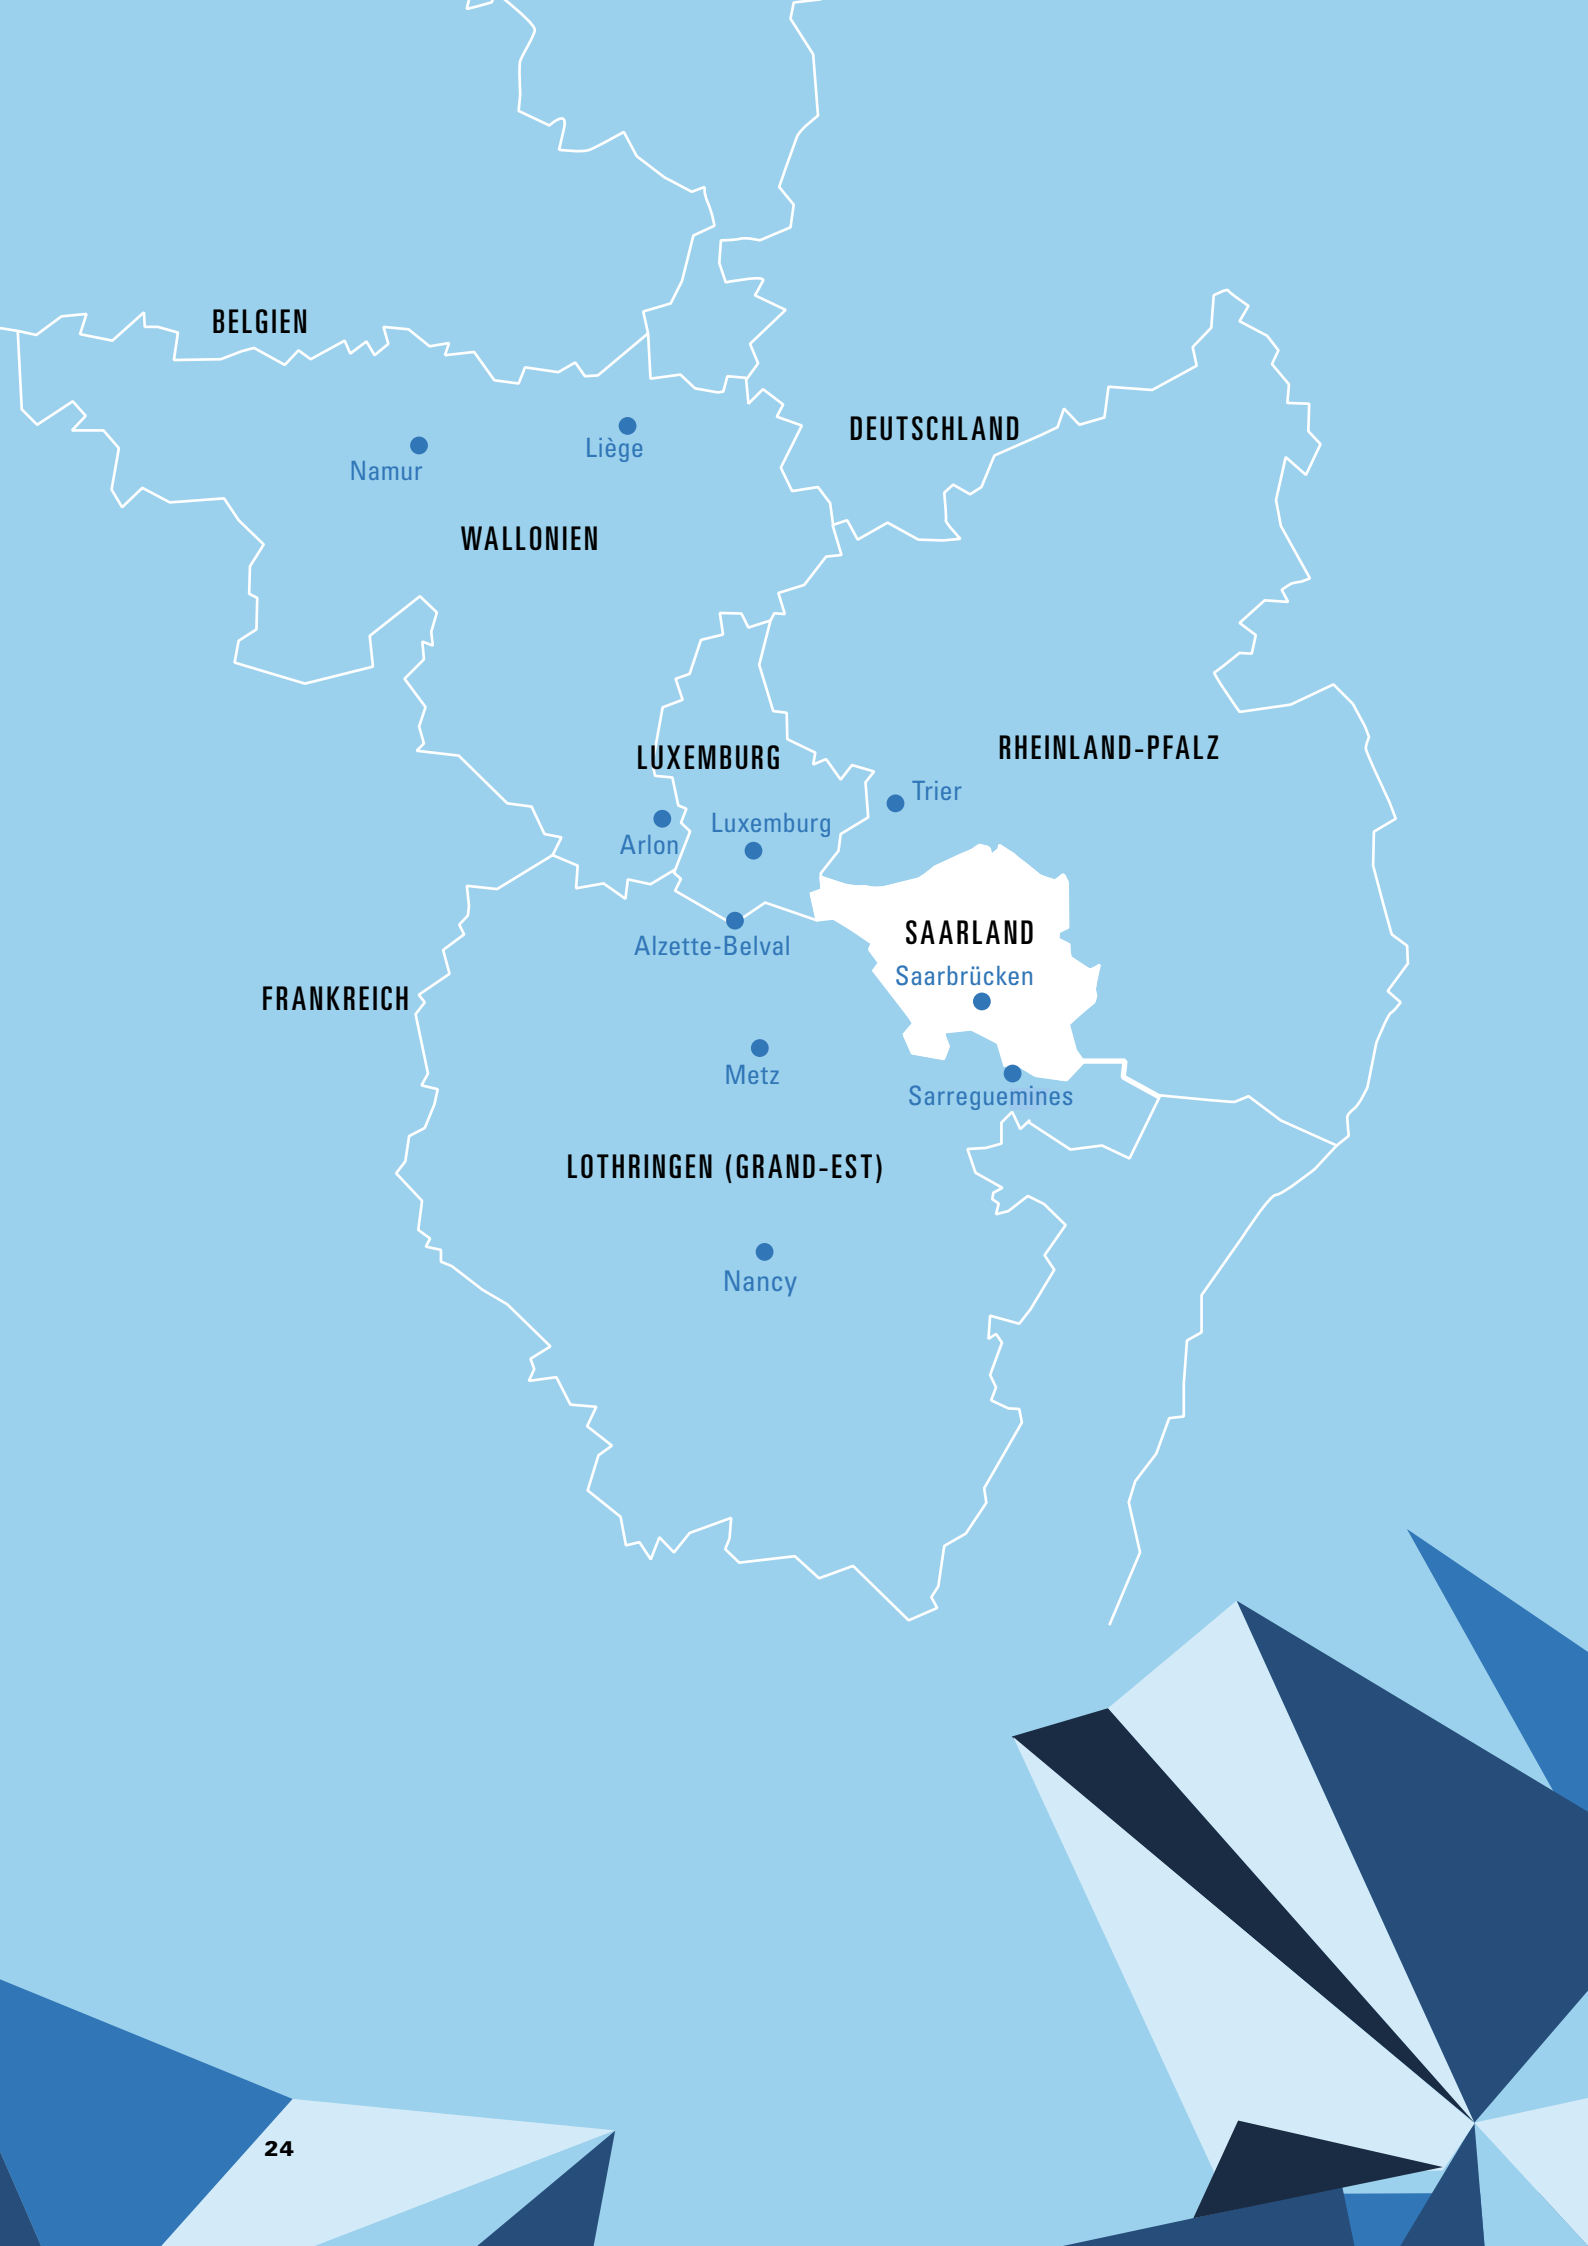 BELGIEN
DEUTSCHLAND
Liège
Namur
WALLONIEN
LUXEMBURG
RHEINLAND-PFALZ
Trier
Luxemburg
Arlon
SAARLAND
Alzette-Belval
Saarbrücken
FRANKREICH
Metz
Sarreguemines
LOTHRINGEN (GRAND-EST)
Nancy
24